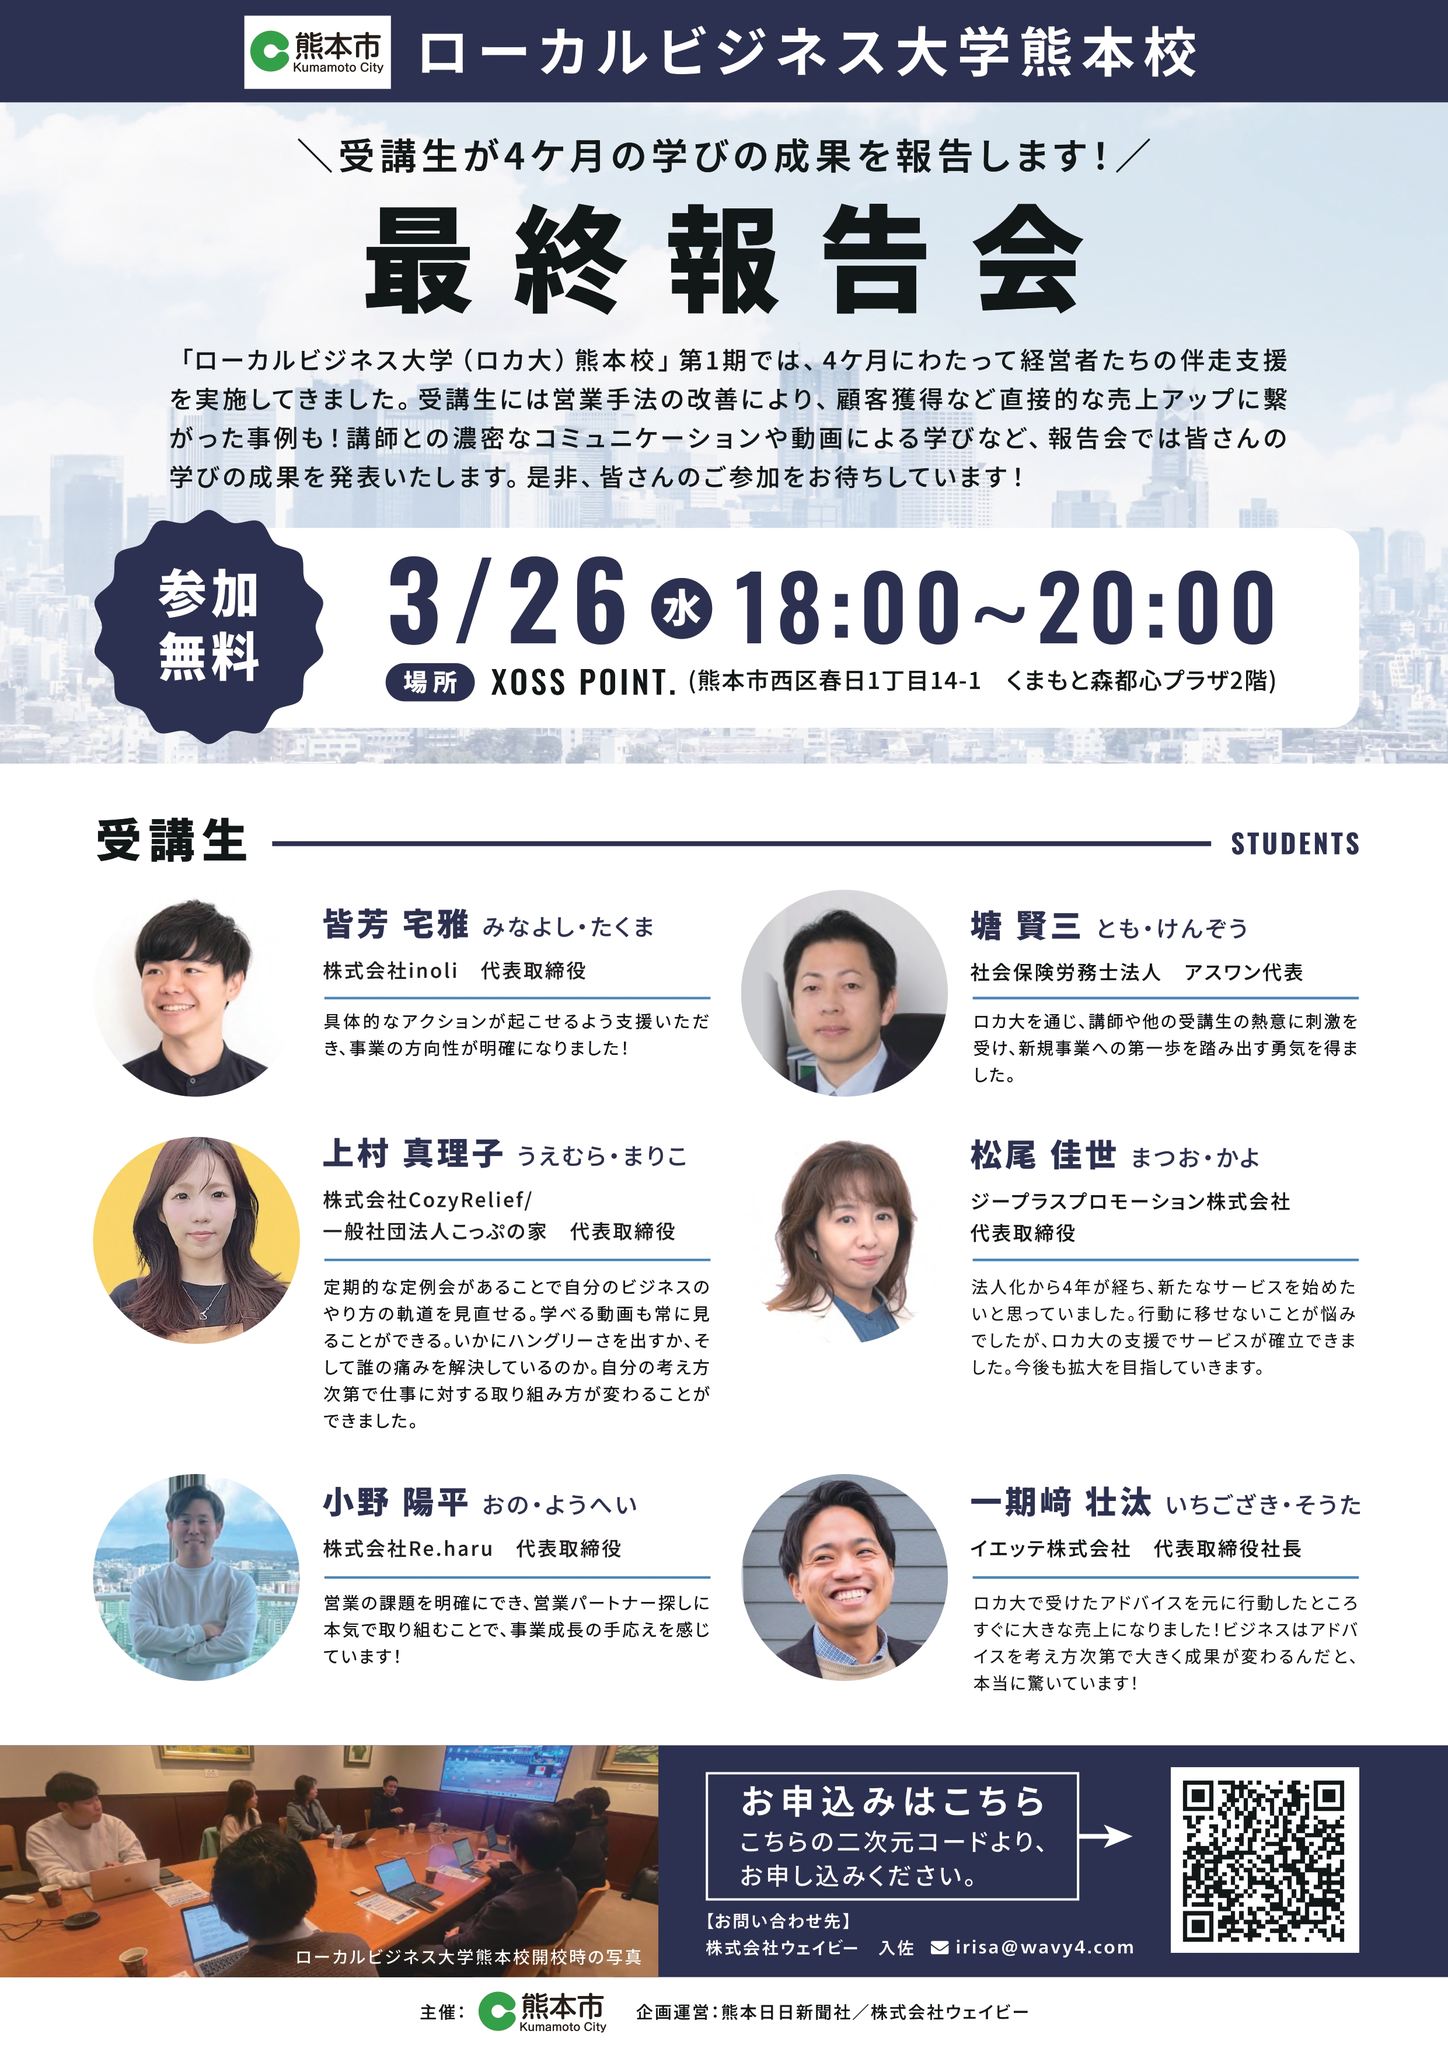 熊本市
Kumamoto City
ローカルビジネス大学熊本校
＼受講生が4ケ月の学びの成果を報告します！／
最終報告会
「ローカルビジネス大学（ロカ大）熊本校」第1期では、4ケ月にわたって経営者たちの伴走支援
を実施してきました。受講生には営業手法の改善により、顧客獲得など直接的な売上アップに繋
がった事例も！講師との濃密なコミュニケーションや動画による学びなど、報告会では皆さんの
学びの成果を発表いたします。是非、皆さんのご参加をお待ちしています！
参加
無料
3/26 水 18:00～20:00
場所 XOSS POINT. (熊本市西区春日1丁目14-1　くまもと森都心プラザ2階)
受講生
STUDENTS
皆芳 宅雅 みなよし・たくま
株式会社inoli　代表取締役
具体的なアクションが起こせるよう支援いただ
き、事業の方向性が明確になりました！
塘 賢三 とも・けんぞう
社会保険労務士法人　アスワン代表
ロカ大を通じ、講師や他の受講生の熱意に刺激を
受け、新規事業への第一歩を踏み出す勇気を得ま
した。
上村 真理子 うえむら・まりこ
株式会社CozyRelief/
一般社団法人こっぷの家　代表取締役
定期的な定例会があることで自分のビジネスの
やり方の軌道を見直せる。学べる動画も常に見
ることができる。いかにハングリーさを出すか、そ
して誰の痛みを解決しているのか。自分の考え方
次第で仕事に対する取り組み方が変わることが
できました。
松尾 佳世 まつお・かよ
ジープラスプロモーション株式会社
代表取締役
法人化から4年が経ち、新たなサービスを始めた
いと思っていました。行動に移せないことが悩み
でしたが、ロカ大の支援でサービスが確立できま
した。今後も拡大を目指していきます。
小野 陽平 おの・ようへい
株式会社Re.haru　代表取締役
営業の課題を明確にでき、営業パートナー探しに
本気で取り組むことで、事業成長の手応えを感じ
ています！
一期﨑 壮汰 いちござき・そうた
イエッテ株式会社　代表取締役社長
ロカ大で受けたアドバイスを元に行動したところ
すぐに大きな売上になりました！ビジネスはアドバ
イスを考え方次第で大きく成果が変わるんだと、
本当に驚いています！
ローカルビジネス大学熊本校開校時の写真
お申込みはこちら
こちらの二次元コードより、
お申し込みください。
【お問い合わせ先】
株式会社ウェイビー　入佐　irisa@wavy4.com
主催：熊本市
Kumamoto City
企画運営：熊本日日新聞社／株式会社ウェイビー